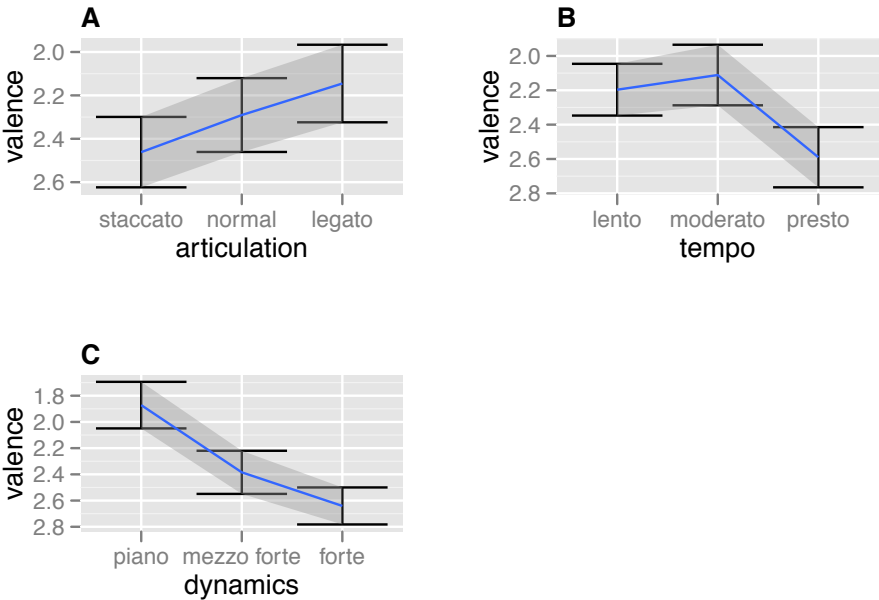 A
valence
2.0
2.2
2.4
2.6
staccato normal legato
articulation
B
valence
2.0
2.2
2.4
2.6
2.8
lento moderato presto
tempo
C
valence
1.8
2.0
2.2
2.4
2.6
2.8
piano mezzo forte forte
dynamics